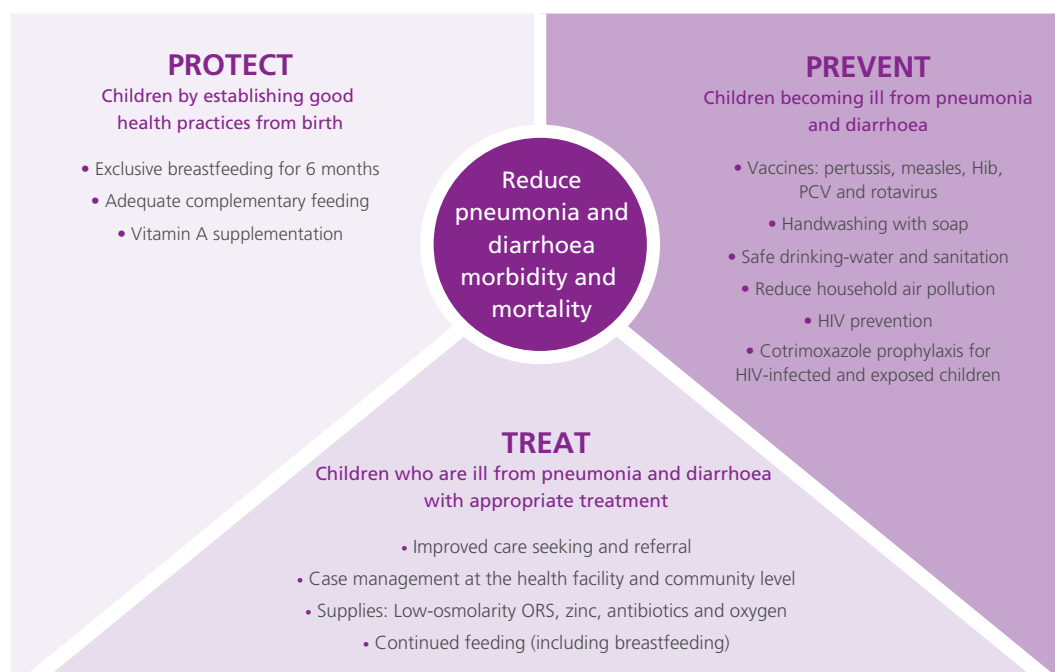 PROTECT
Children by establishing good
health practices from birth
• Exclusive breastfeeding for 6 months
• Adequate complementary feeding
• Vitamin A supplementation
PREVENT
Children becoming ill from pneumonia
and diarrhoea
• Vaccines: pertussis, measles, Hib,
PCV and rotavirus
• Handwashing with soap
• Safe drinking-water and sanitation
• Reduce household air pollution
• HIV prevention
• Cotrimoxazole prophylaxis for
HIV-infected and exposed children
Reduce
pneumonia and
diarrhoea
morbidity and
mortality
TREAT
Children who are ill from pneumonia and diarrhoea
with appropriate treatment
• Improved care seeking and referral
• Case management at the health facility and community level
• Supplies: Low-osmolarity ORS, zinc, antibiotics and oxygen
• Continued feeding (including breastfeeding)